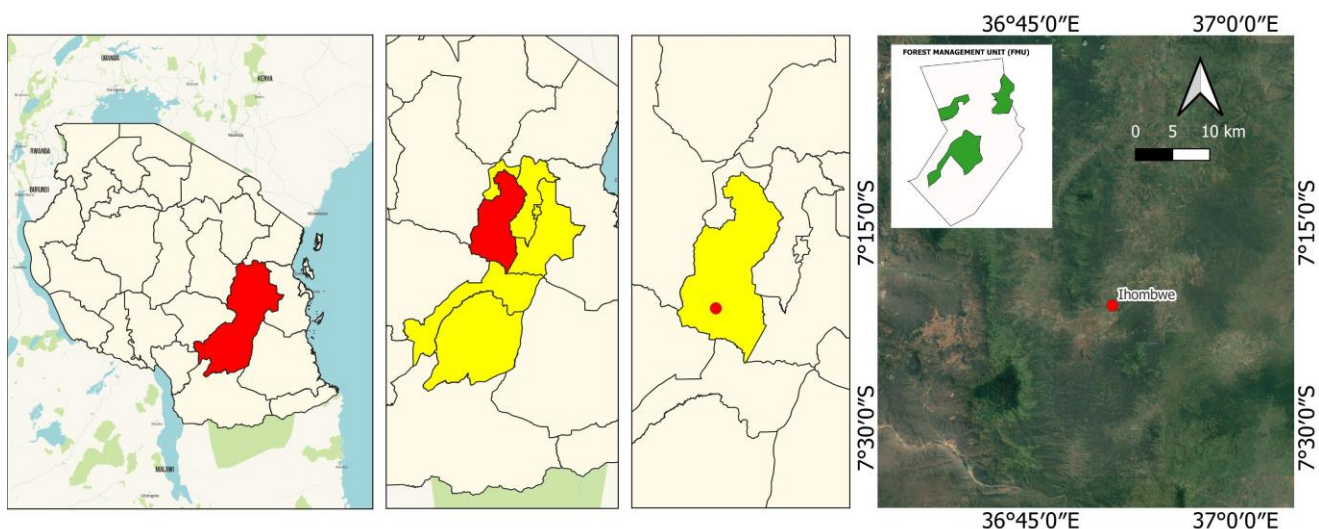 UGANDA
KENYA
RWANDA
BURUNDI
MALAWI
36°45′0″E 37°0′0″E
FOREST MANAGEMENT UNIT (FMU)
0 5 10 km
7°15′0″S
7°15′0″S
Ihombwe
7°30′0″S
7°30′0″S
36°45′0″E 37°0′0″E